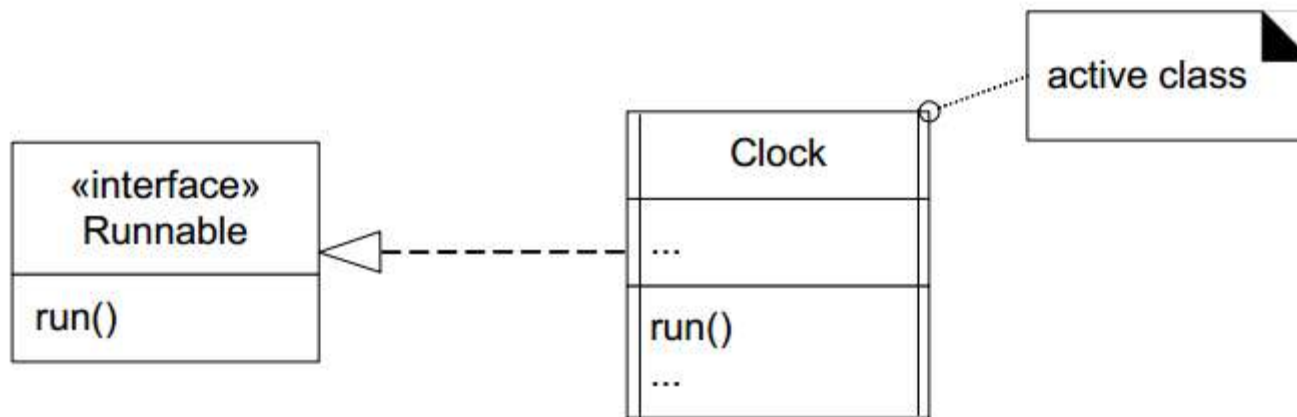 «interface»
Runnable
run()
Clock
...
run()
...
active class